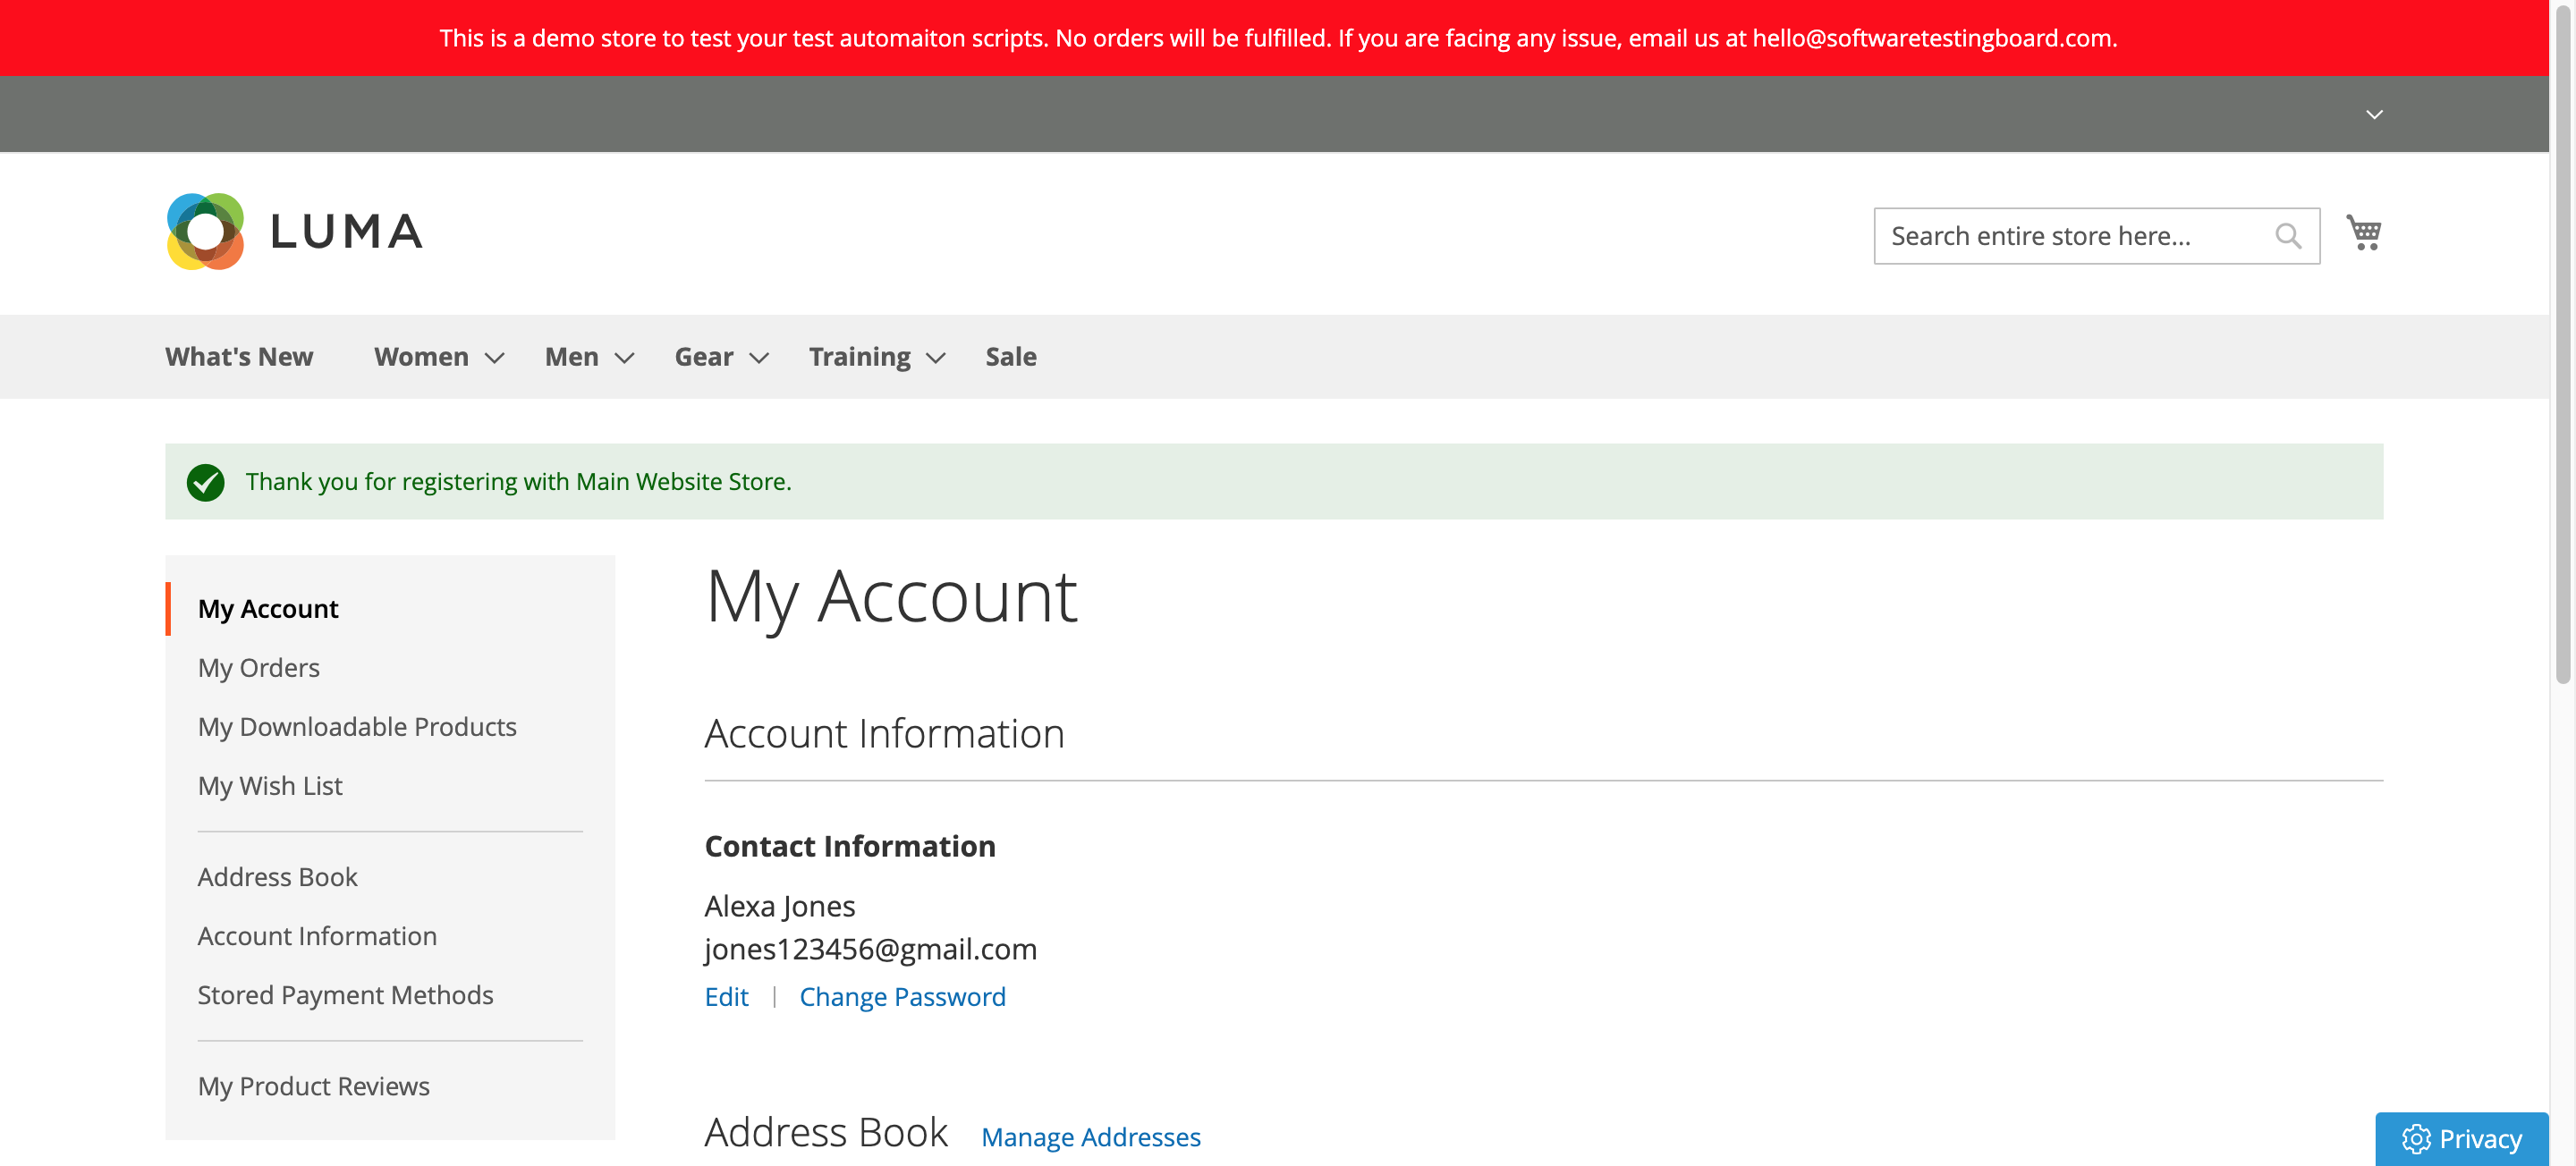 This is a demo store to test your test automaiton scripts. No orders will be fulfilled. If you are facing any issue, email us at hello@softwaretestingboard.com.
LUMA
Search entire store here...
What's New
Women
Men
Gear
Training
Sale
Thank you for registering with Main Website Store.
My Account
My Orders
My Downloadable Products
My Wish List
Address Book
Account Information
Stored Payment Methods
My Product Reviews
My Account
Account Information
Contact Information
Alexa Jones
jones123456@gmail.com
Edit | Change Password
Address Book Manage Addresses
Privacy